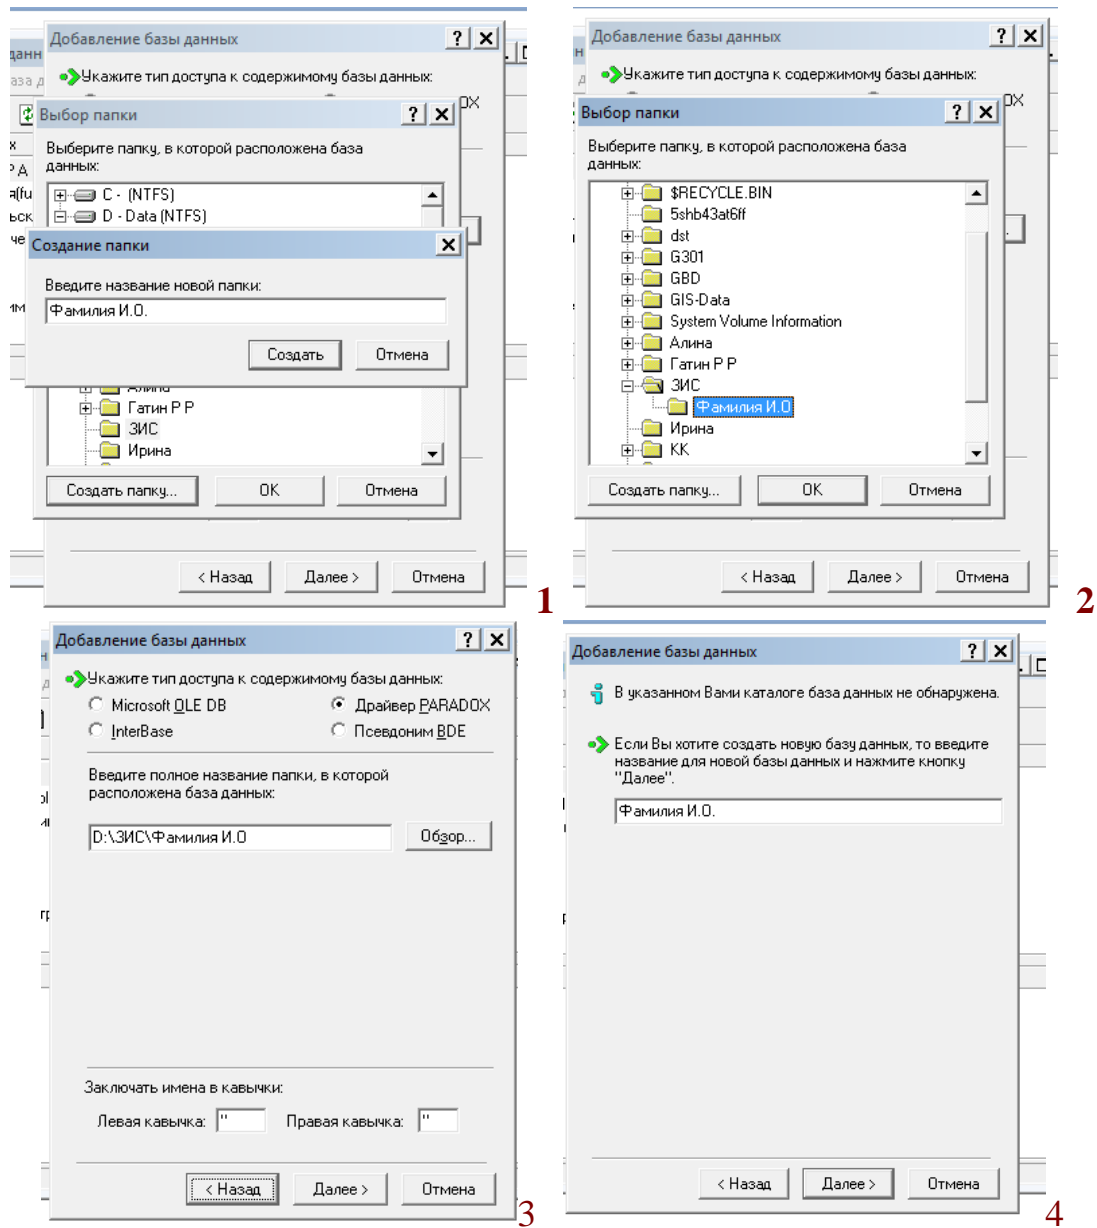 Добавление базы данных
Укажите тип доступа к содержимому базы данных:
Выбор папки
Выберите папку, в которой расположена база
данных:
C - (NTFS)
D - Data (NTFS)
Создание папки
Введите название новой папки:
Фамилия И.О.
Создать
Отмена
Гатин Р Р
ЗИС
Ирина
Создать папку...
OK
Отмена
< Назад
Далее >
Отмена
1
Добавление базы данных
Укажите тип доступа к содержимому базы данных:
Выбор папки
Выберите папку, в которой расположена база
данных:
$RECYCLE.BIN
5shb43at6ff
dst
G301
GBD
GIS-Data
System Volume Information
Алина
Гатин Р Р
ЗИС
Фамилия И.О
Ирина
КК
Создать папку...
OK
Отмена
< Назад
Далее >
Отмена
2
Добавление базы данных
Укажите тип доступа к содержимому базы данных:
Microsoft OLE DB
Драйвер PARADOX
InterBase
Псевдоним BDE
Введите полное название папки, в которой
расположена база данных:
D:\ЗИС\Фамилия И.О
Обзор...
Заключать имена в кавычки:
Левая кавычка: "
Правая кавычка: "
< Назад
Далее >
Отмена
3
Добавление базы данных
В указанном Вами каталоге база данных не обнаружена.
Если Вы хотите создать новую базу данных, то введите
название для новой базы данных и нажмите кнопку
"Далее".
Фамилия И.О.
< Назад
Далее >
Отмена
4